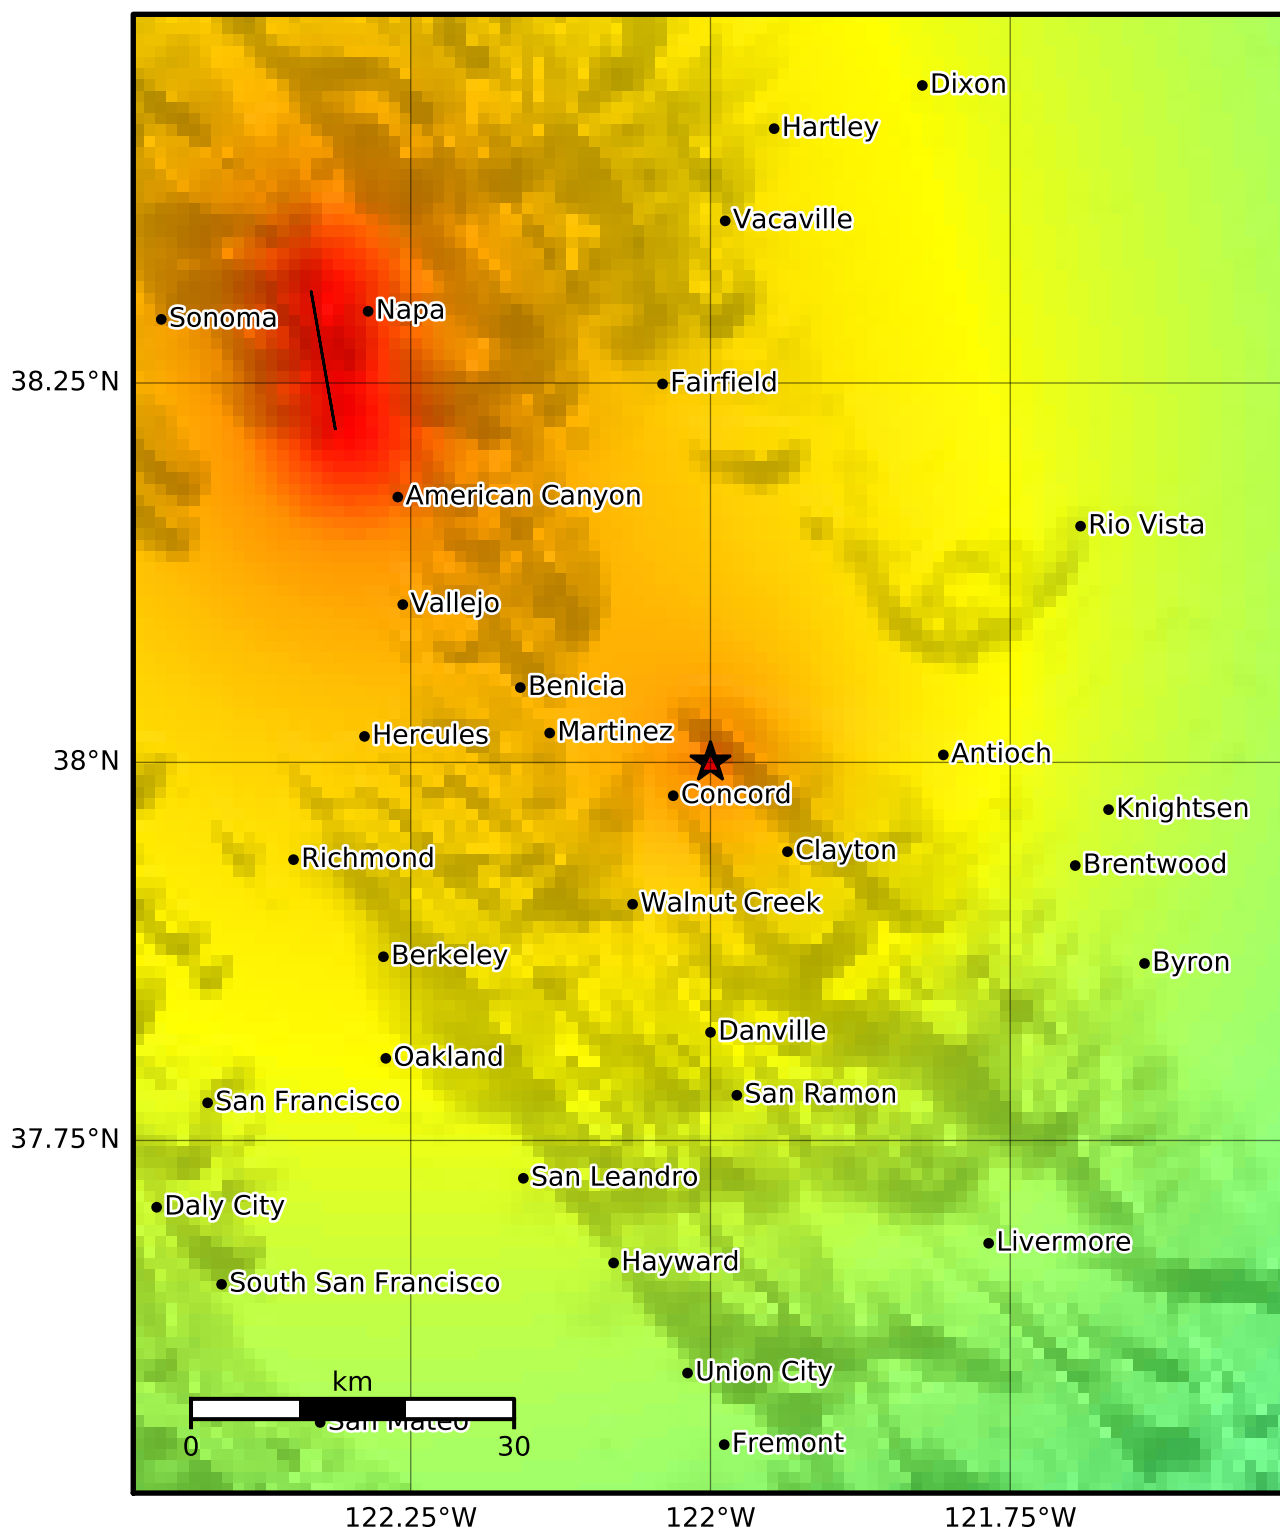 Dixon
Hartley
Vacaville
Napa
Sonoma
38.25°N
Fairfield
American Canyon
Rio Vista
Vallejo
Benicia
Hercules
Martinez
38°N
Antioch
Concord
Knightsen
Clayton
Richmond
Brentwood
Walnut Creek
Berkeley
Byron
Danville
Oakland
San Ramon
San Francisco
37.75°N
San Leandro
Daly City
Livermore
Hayward
South San Francisco
Union City
km
San Mateo
0 30
Fremont
122.25°W 122°W 121.75°W